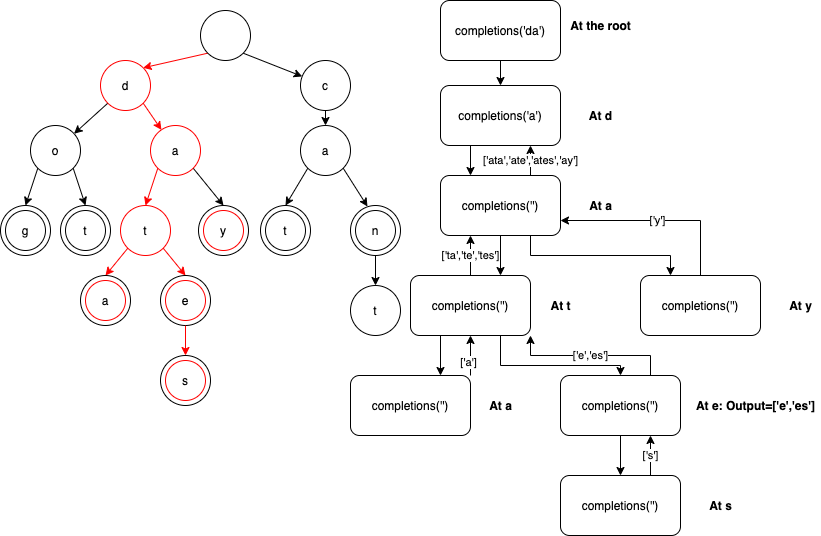 d
c
o
a
a
g
t
t
y
t
n
a
e
t
s
completions('da')
At the root
completions('a')
At d
['ata','ate','ates','ay']
completions('')
At a
['y']
['ta','te','tes']
completions('')
At t
completions('')
At y
['a']
['e','es']
completions('')
At a
completions('')
At e: Output=['e','es']
['s']
completions('')
At s